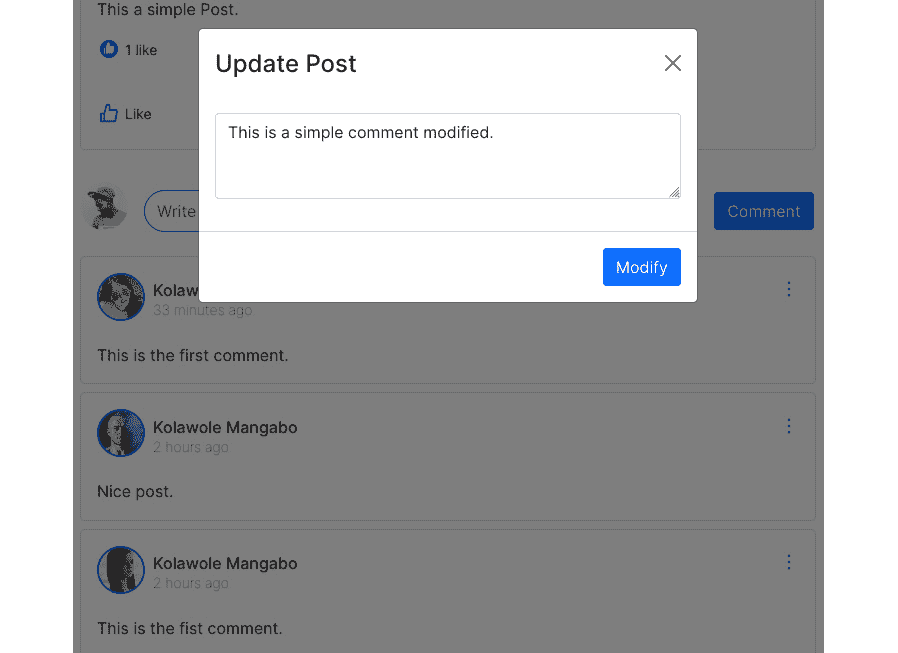 This a simple Post.
1 like
Update Post
Like
This is a simple comment modified.
Write
Comment
Modify
Kolaw
33 minutes ago
This is the first comment.
Kolawole Mangabo
2 hours ago
Nice post.
Kolawole Mangabo
2 hours ago
This is the fist comment.